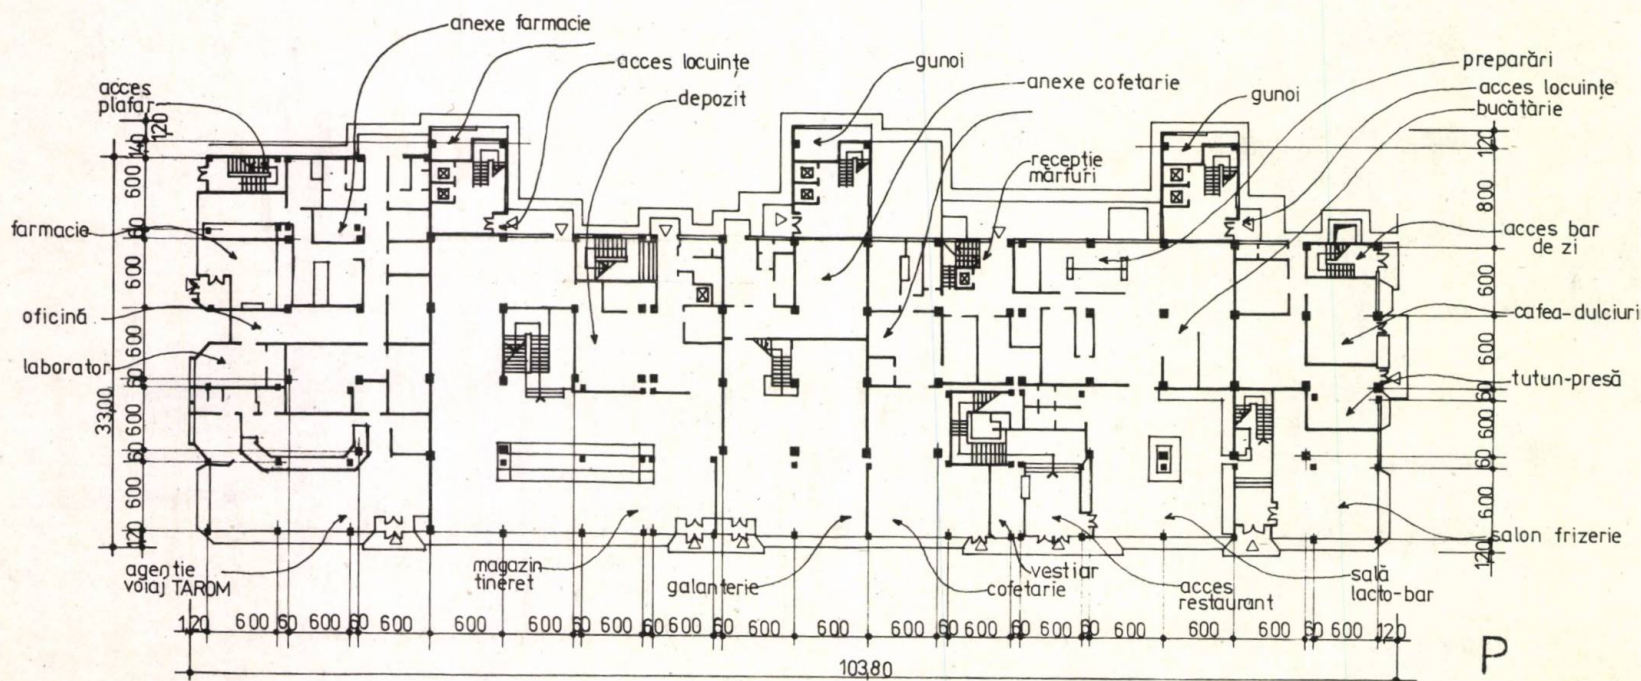 anexe farmacie
acces locuințe
depozit
gunoi
anexe cofetarie
gunoi
preparări
acces locuințe
bucătărie
acces
plafar
recepție
mărfuri
acces bar
de zi
farmacie
oficină
laborator
cafea-dulciuri
tutun-presă
salon frizerie
agenție
voiaj TAROM
magazin
tineret
galanterie
cofetarie
vestiar
acces
restaurant
sală
lacto-bar
120
140
600
600
600
60
600
60
600
120
3300
120
800
600
600
60
600
60
600
120
120 600 60 600 60 600 600 600 60 600 60 600 60 600 600 600 60 600 60 600 60 600 600 600 60 600 120
10380
P